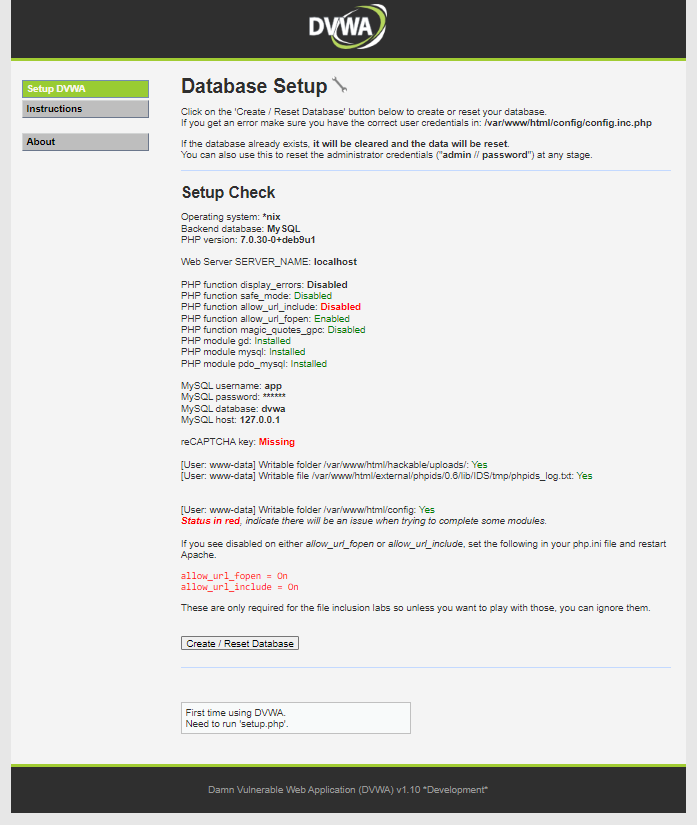 DVWA
Setup DVWA
Instructions
About
Database Setup
Click on the 'Create / Reset Database' button below to create or reset your database.
If you get an error make sure you have the correct user credentials in: /var/www/html/config/config.inc.php
If the database already exists, it will be cleared and the data will be reset.
You can also use this to reset the administrator credentials ("admin // password") at any stage.
Setup Check
Operating system: *nix
Backend database: MySQL
PHP version: 7.0.30-0+deb9u1
Web Server SERVER_NAME: localhost
PHP function display_errors: Disabled
PHP function safe_mode: Disabled
PHP function allow_url_include: Disabled
PHP function allow_url_fopen: Enabled
PHP function magic_quotes_gpc: Disabled
PHP module gd: Installed
PHP module mysql: Installed
PHP module pdo_mysql: Installed
MySQL username: app
MySQL password: ******
MySQL database: dvwa
MySQL host: 127.0.0.1
reCAPTCHA key: Missing
[User: www-data] Writable folder /var/www/html/hackable/uploads/: Yes
[User: www-data] Writable file /var/www/html/external/phpids/0.6/lib/IDS/tmp/phpids_log.txt: Yes
[User: www-data] Writable folder /var/www/html/config: Yes
Status in red, indicate there will be an issue when trying to complete some modules.
If you see disabled on either allow_url_fopen or allow_url_include, set the following in your php.ini file and restart
Apache.
allow_url_fopen = On
allow_url_include = On
These are only required for the file inclusion labs so unless you want to play with those, you can ignore them.
Create / Reset Database
First time using DVWA.
Need to run 'setup.php'.
Damn Vulnerable Web Application (DVWA) v1.10 *Development*